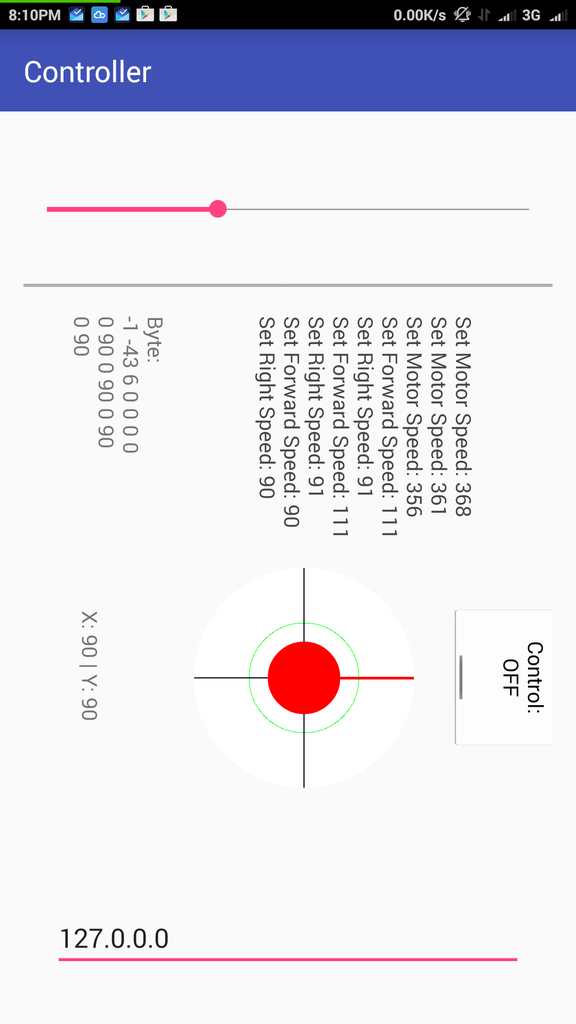 8:10PM
0.00K/s
3G
Controller
Set Motor Speed: 368
Set Motor Speed: 361
Set Motor Speed: 356
Set Forward Speed: 111
Set Right Speed: 91
Set Forward Speed: 111
Set Right Speed: 91
Set Forward Speed: 90
Set Right Speed: 90
Byte:
-1 -43 6 0 0 0 0
0 90 0 90 0 90
0 90
Control:
OFF
X: 90 | Y: 90
127.0.0.0